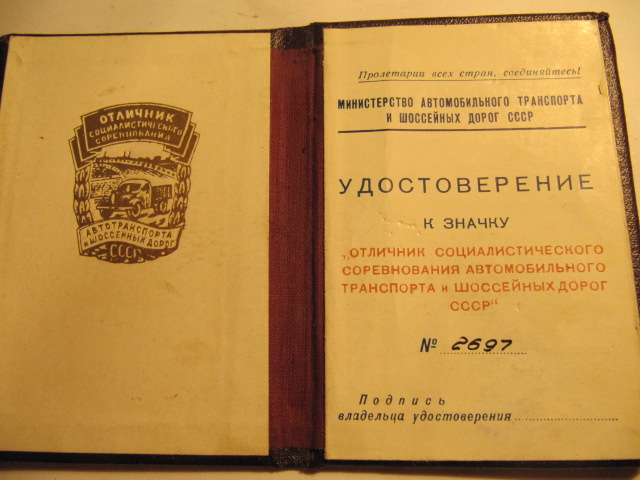 ОТЛИЧНИК
СОЦИАЛИСТИЧЕСКОГО
СОРЕВНОВАНИЯ
АВТОТРАНСПОРТА
и ШОССЕЙНЫХ ДОРОГ
СССР
Пролетарии всех стран, соединяйтесь!
МИНИСТЕРСТВО АВТОМОБИЛЬНОГО ТРАНСПОРТА
И ШОССЕЙНЫХ ДОРОГ СССР
УДОСТОВЕРЕНИЕ
К ЗНАЧКУ
„ОТЛИЧНИК СОЦИАЛИСТИЧЕСКОГО
СОРЕВНОВАНИЯ АВТОМОБИЛЬНОГО
ТРАНСПОРТА и ШОССЕЙНЫХ ДОРОГ
СССР"
№ 2697
Подпись
владельца удостоверения